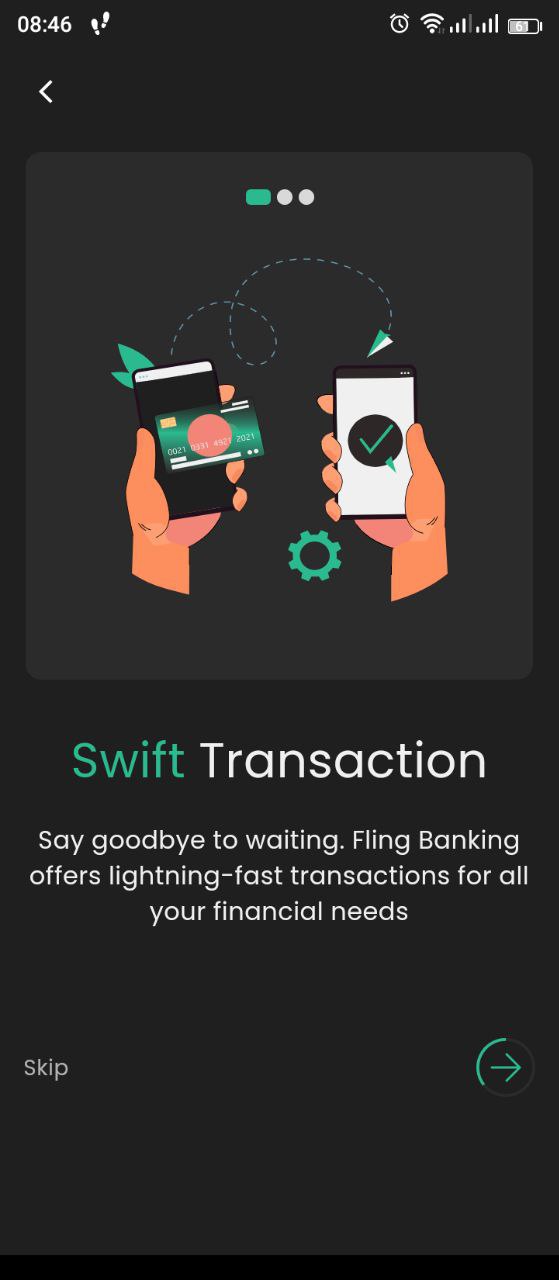 08:46
61
0021 0331 4921 2021
Swift Transaction
Say goodbye to waiting. Fling Banking
offers lightning-fast transactions for all
your financial needs
Skip